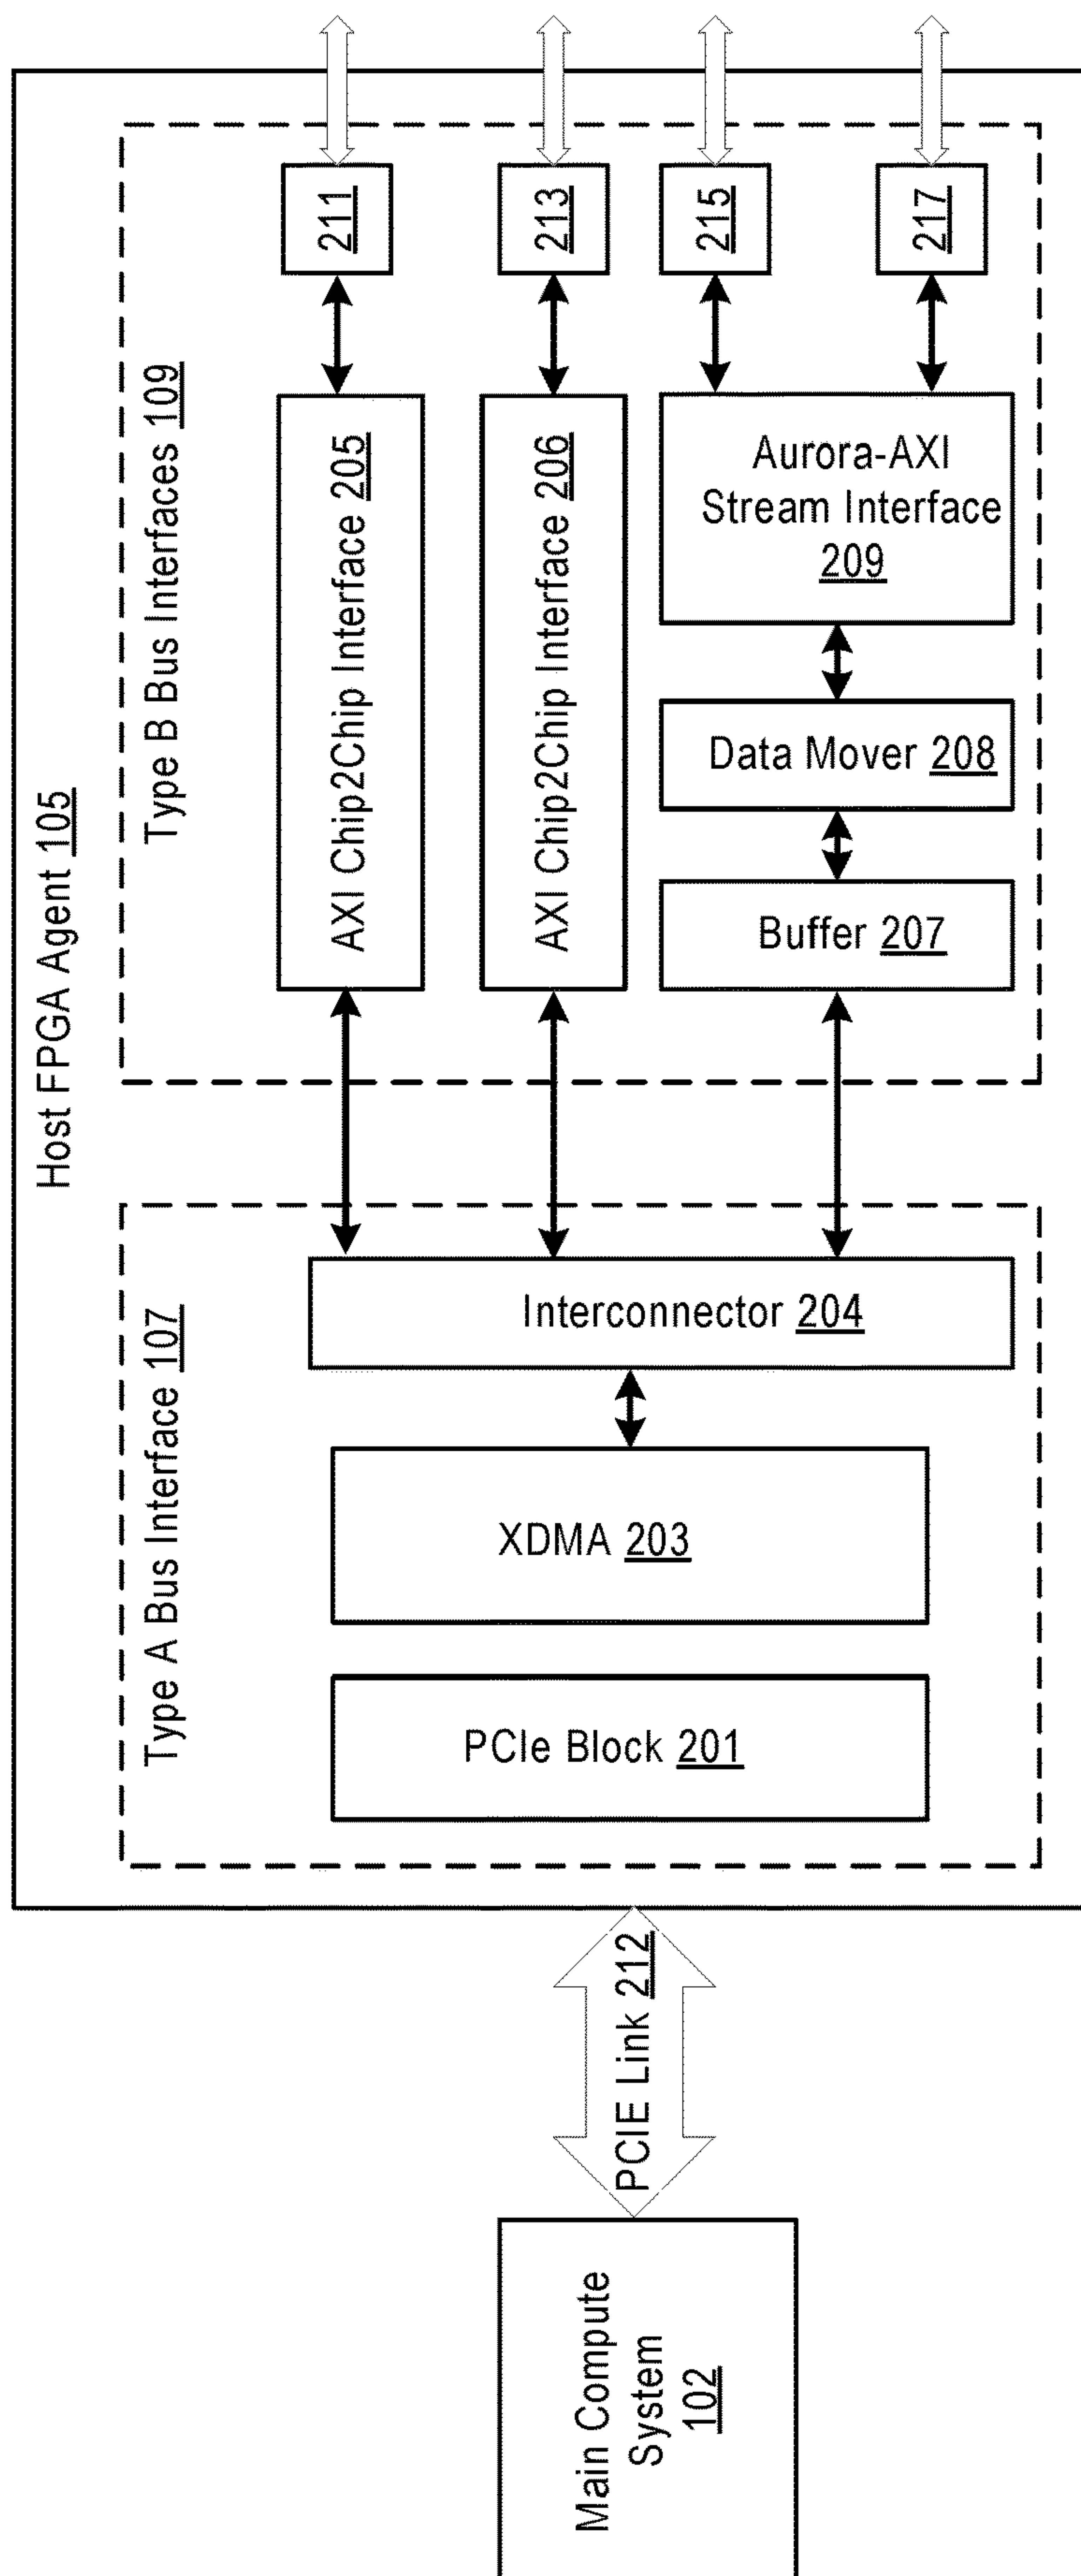 Host FPGA Agent 105
Type A Bus Interface 107
Type B Bus Interfaces 109
Main Compute
System
102
PCIE Link 212
PCIe Block 201
XDMA 203
Interconnector 204
AXI Chip2Chip Interface 205
AXI Chip2Chip Interface 206
Buffer 207
Data Mover 208
Aurora-AXI
Stream Interface
209
211
213
215
217